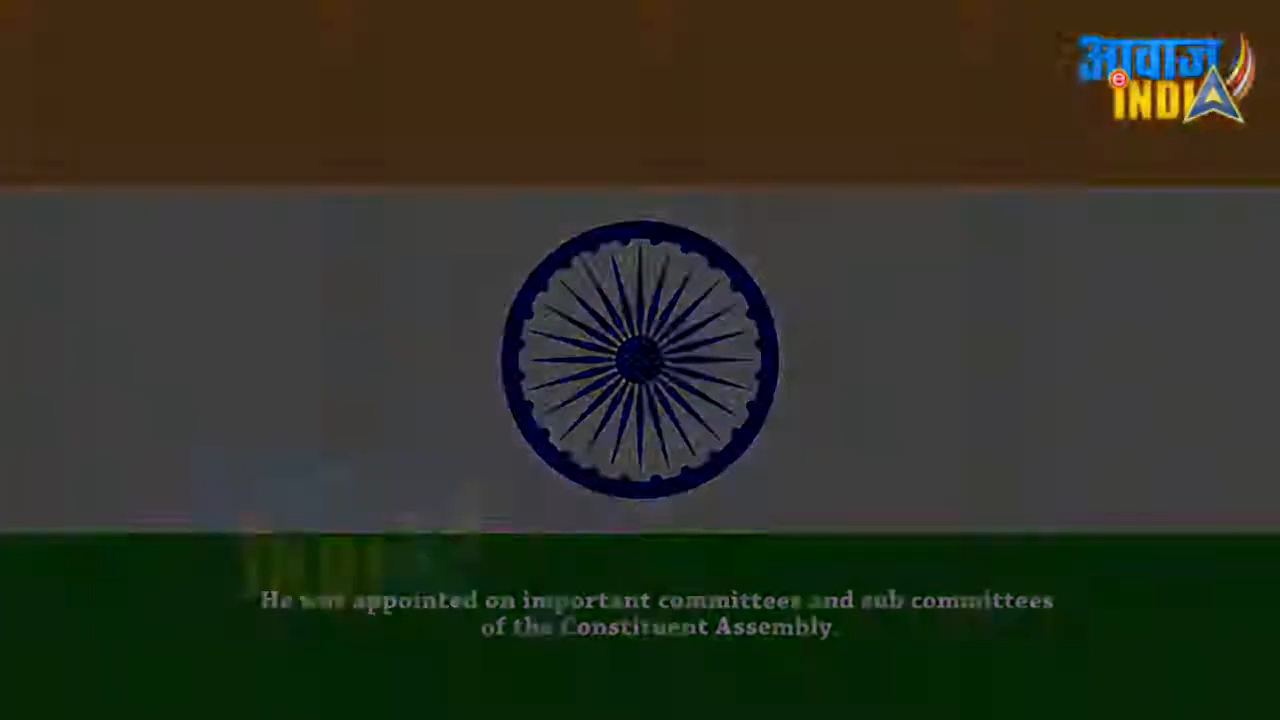 आवाज
e INDIA
He was appointed on important committees and sub committees
of the Constituent Assembly.